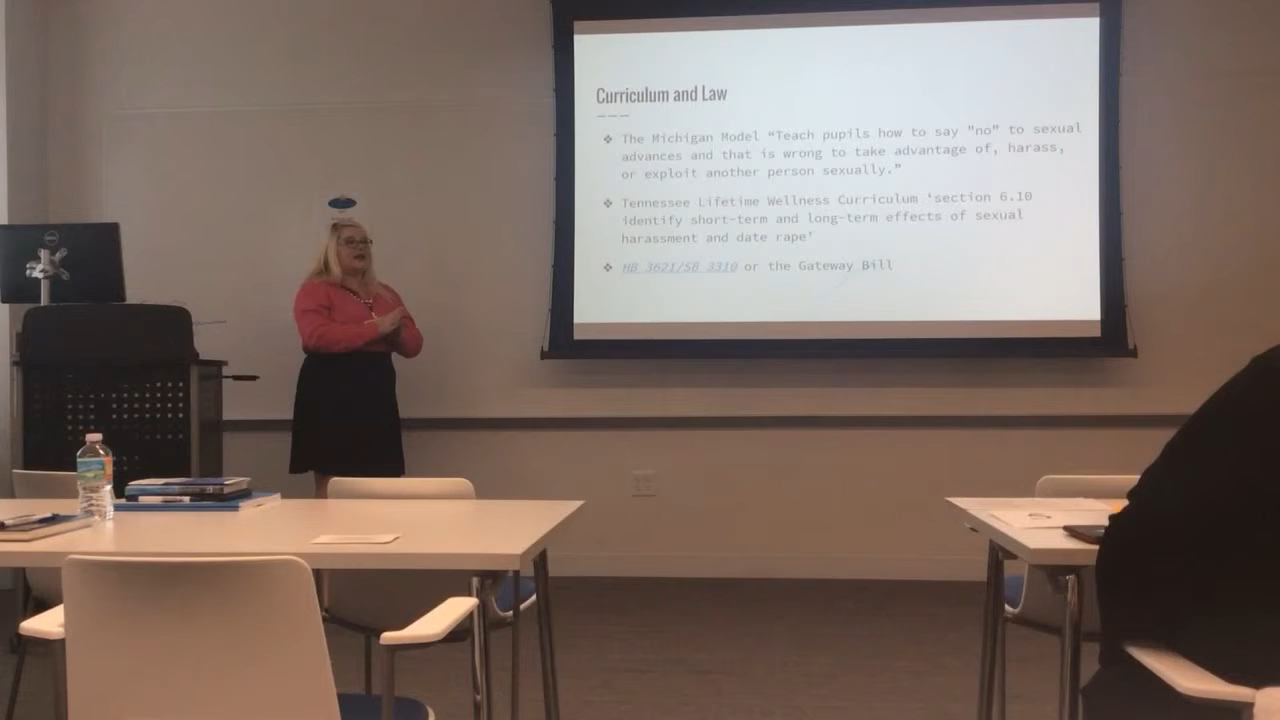 Curriculum and Law
The Michigan Model “Teach pupils how to say "no" to sexual
advances and that is wrong to take advantage of, harass,
or exploit another person sexually.”
Tennessee Lifetime Wellness Curriculum ‘section 6.10
identify short-term and long-term effects of sexual
harassment and date rape’
HB 3621/SB 3310 or the Gateway Bill
DELL